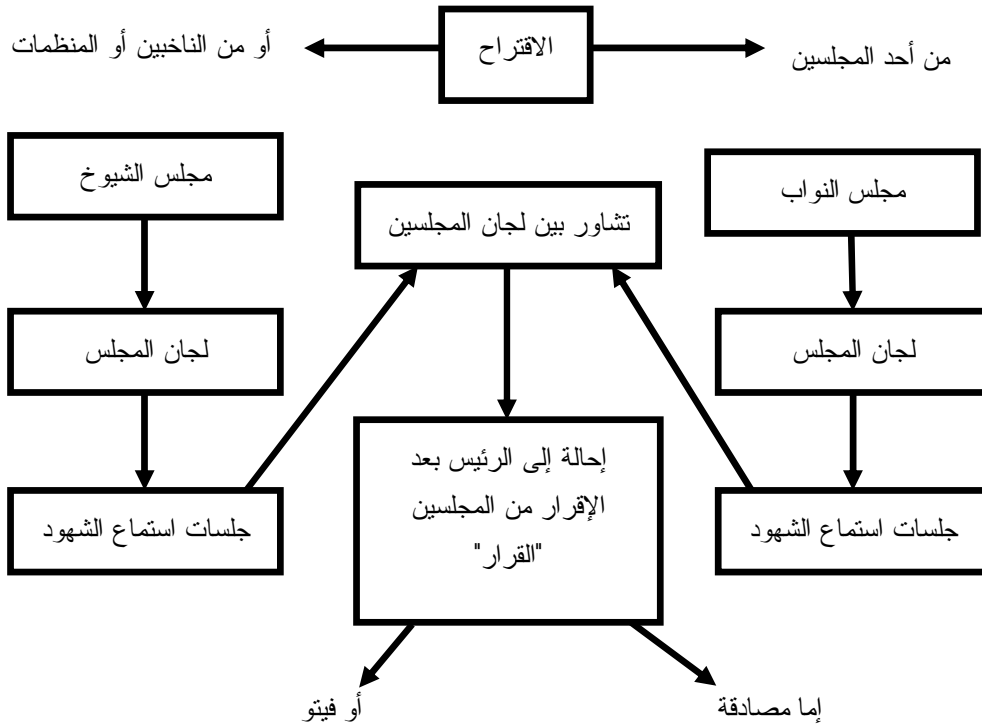 الاقتراح
من أحد المجلسين
أو من الناخبين أو المنظمات
مجلس النواب
تشاور بين لجان المجلسين
مجلس الشيوخ
لجان المجلس
لجان المجلس
إحالة إلى الرئيس بعد
الإقرار من المجلسين
"القرار"
جلسات استماع الشهود
جلسات استماع الشهود
إما مصادقة
أو فيتو